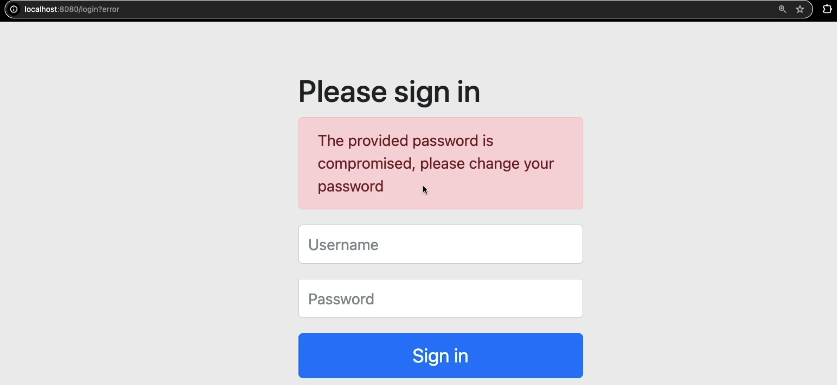 localhost:8080/login?error
Please sign in
The provided password is
compromised, please change your
password
Username
Password
Sign in